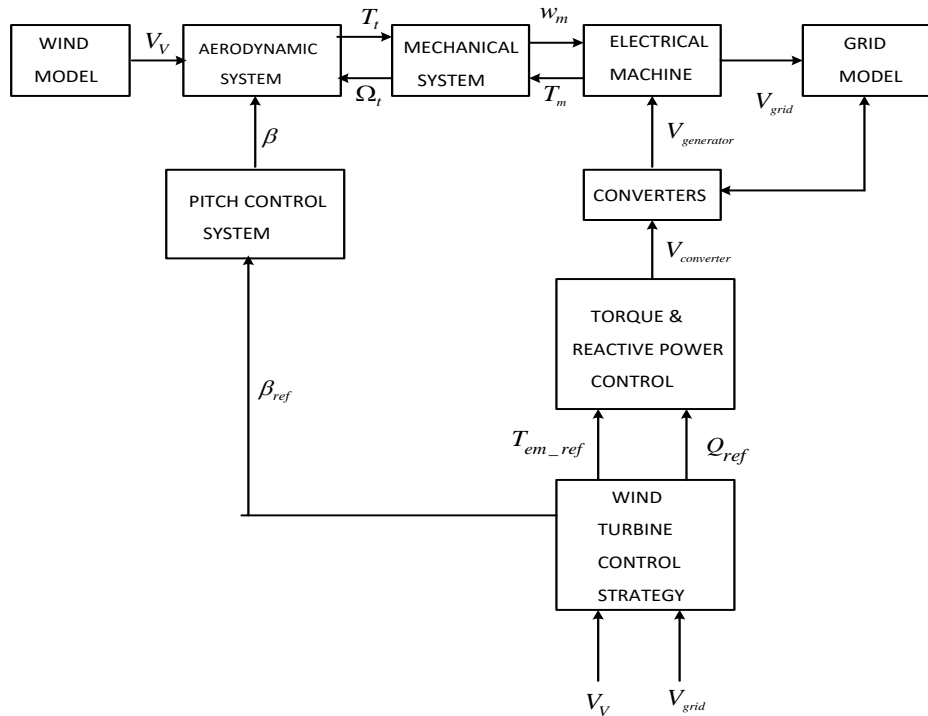 WIND
MODEL
V_V
AERODYNAMIC
SYSTEM
T_t
Ω_t
MECHANICAL
SYSTEM
w_m
T_m
ELECTRICAL
MACHINE
V_grid
GRID
MODEL
β
V_generator
PITCH CONTROL
SYSTEM
CONVERTERS
V_converter
TORQUE &
REACTIVE POWER
CONTROL
β_ref
T_em_ref
Q_ref
WIND
TURBINE
CONTROL
STRATEGY
V_V
V_grid